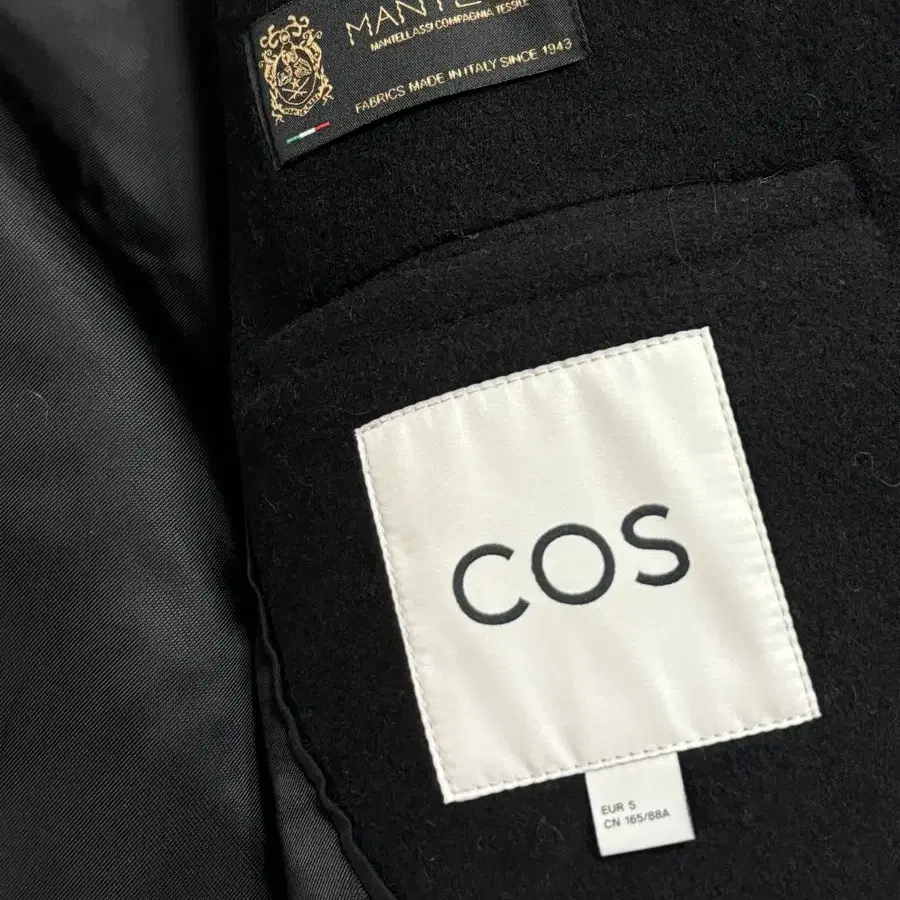 MANTELLASSI COMPAGNIA TESSILE
FABRICS MADE IN ITALY SINCE 1943
COS
EUR S
CN 165/88A